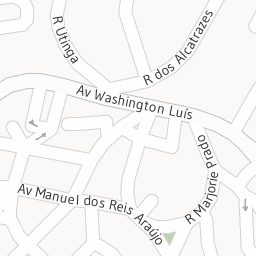 R Utinga
R dos Alcatrazes
Av Washington Luís
R Marjorie Prado
Av Manuel dos Reis Araújo